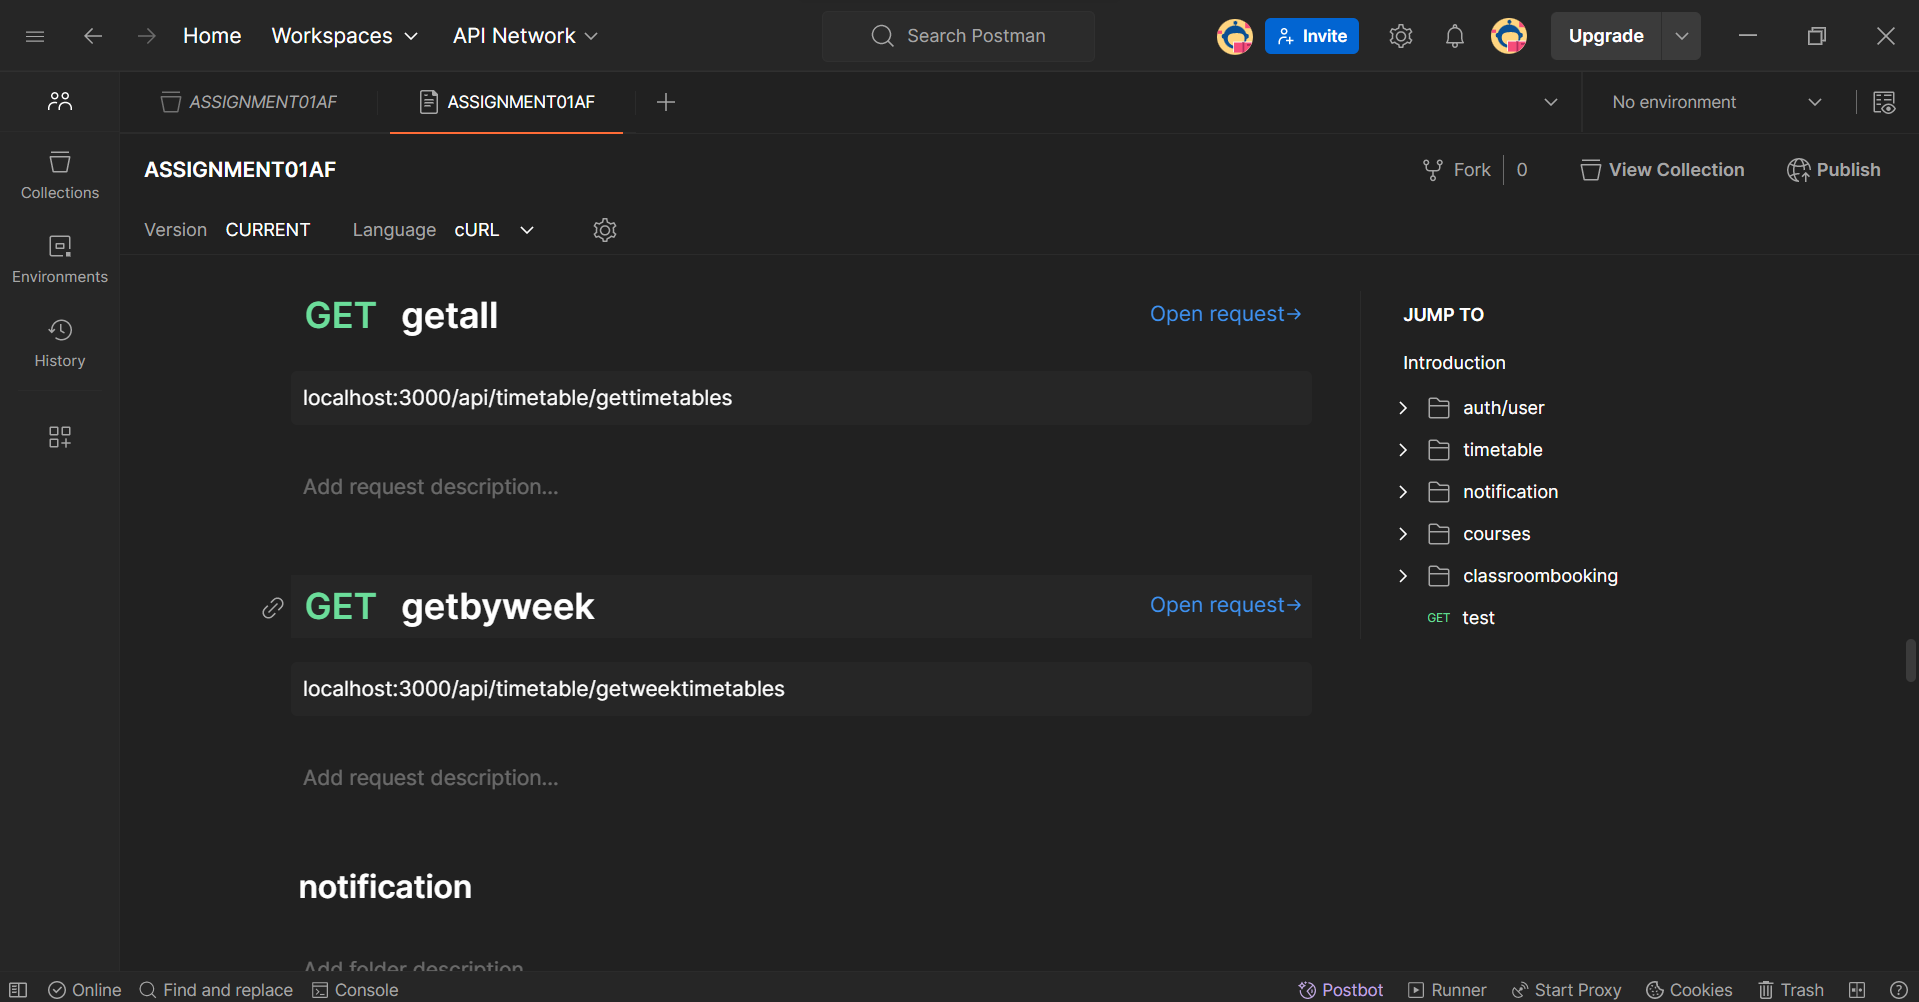 Home Workspaces API Network Search Postman Invite Upgrade
ASSIGNMENT01AF ASSIGNMENT01AF No environment
ASSIGNMENT01AF Fork 0 View Collection Publish
Collections
Version CURRENT Language cURL
Environments
History
GET getall Open request→
localhost:3000/api/timetable/gettimetables
Add request description...
GET getbyweek Open request→
localhost:3000/api/timetable/getweektimetables
Add request description...
notification
Add folder description
JUMP TO
Introduction
auth/user
timetable
notification
courses
classroombooking
GET test
Online Find and replace Console Postbot Runner Start Proxy Cookies Trash